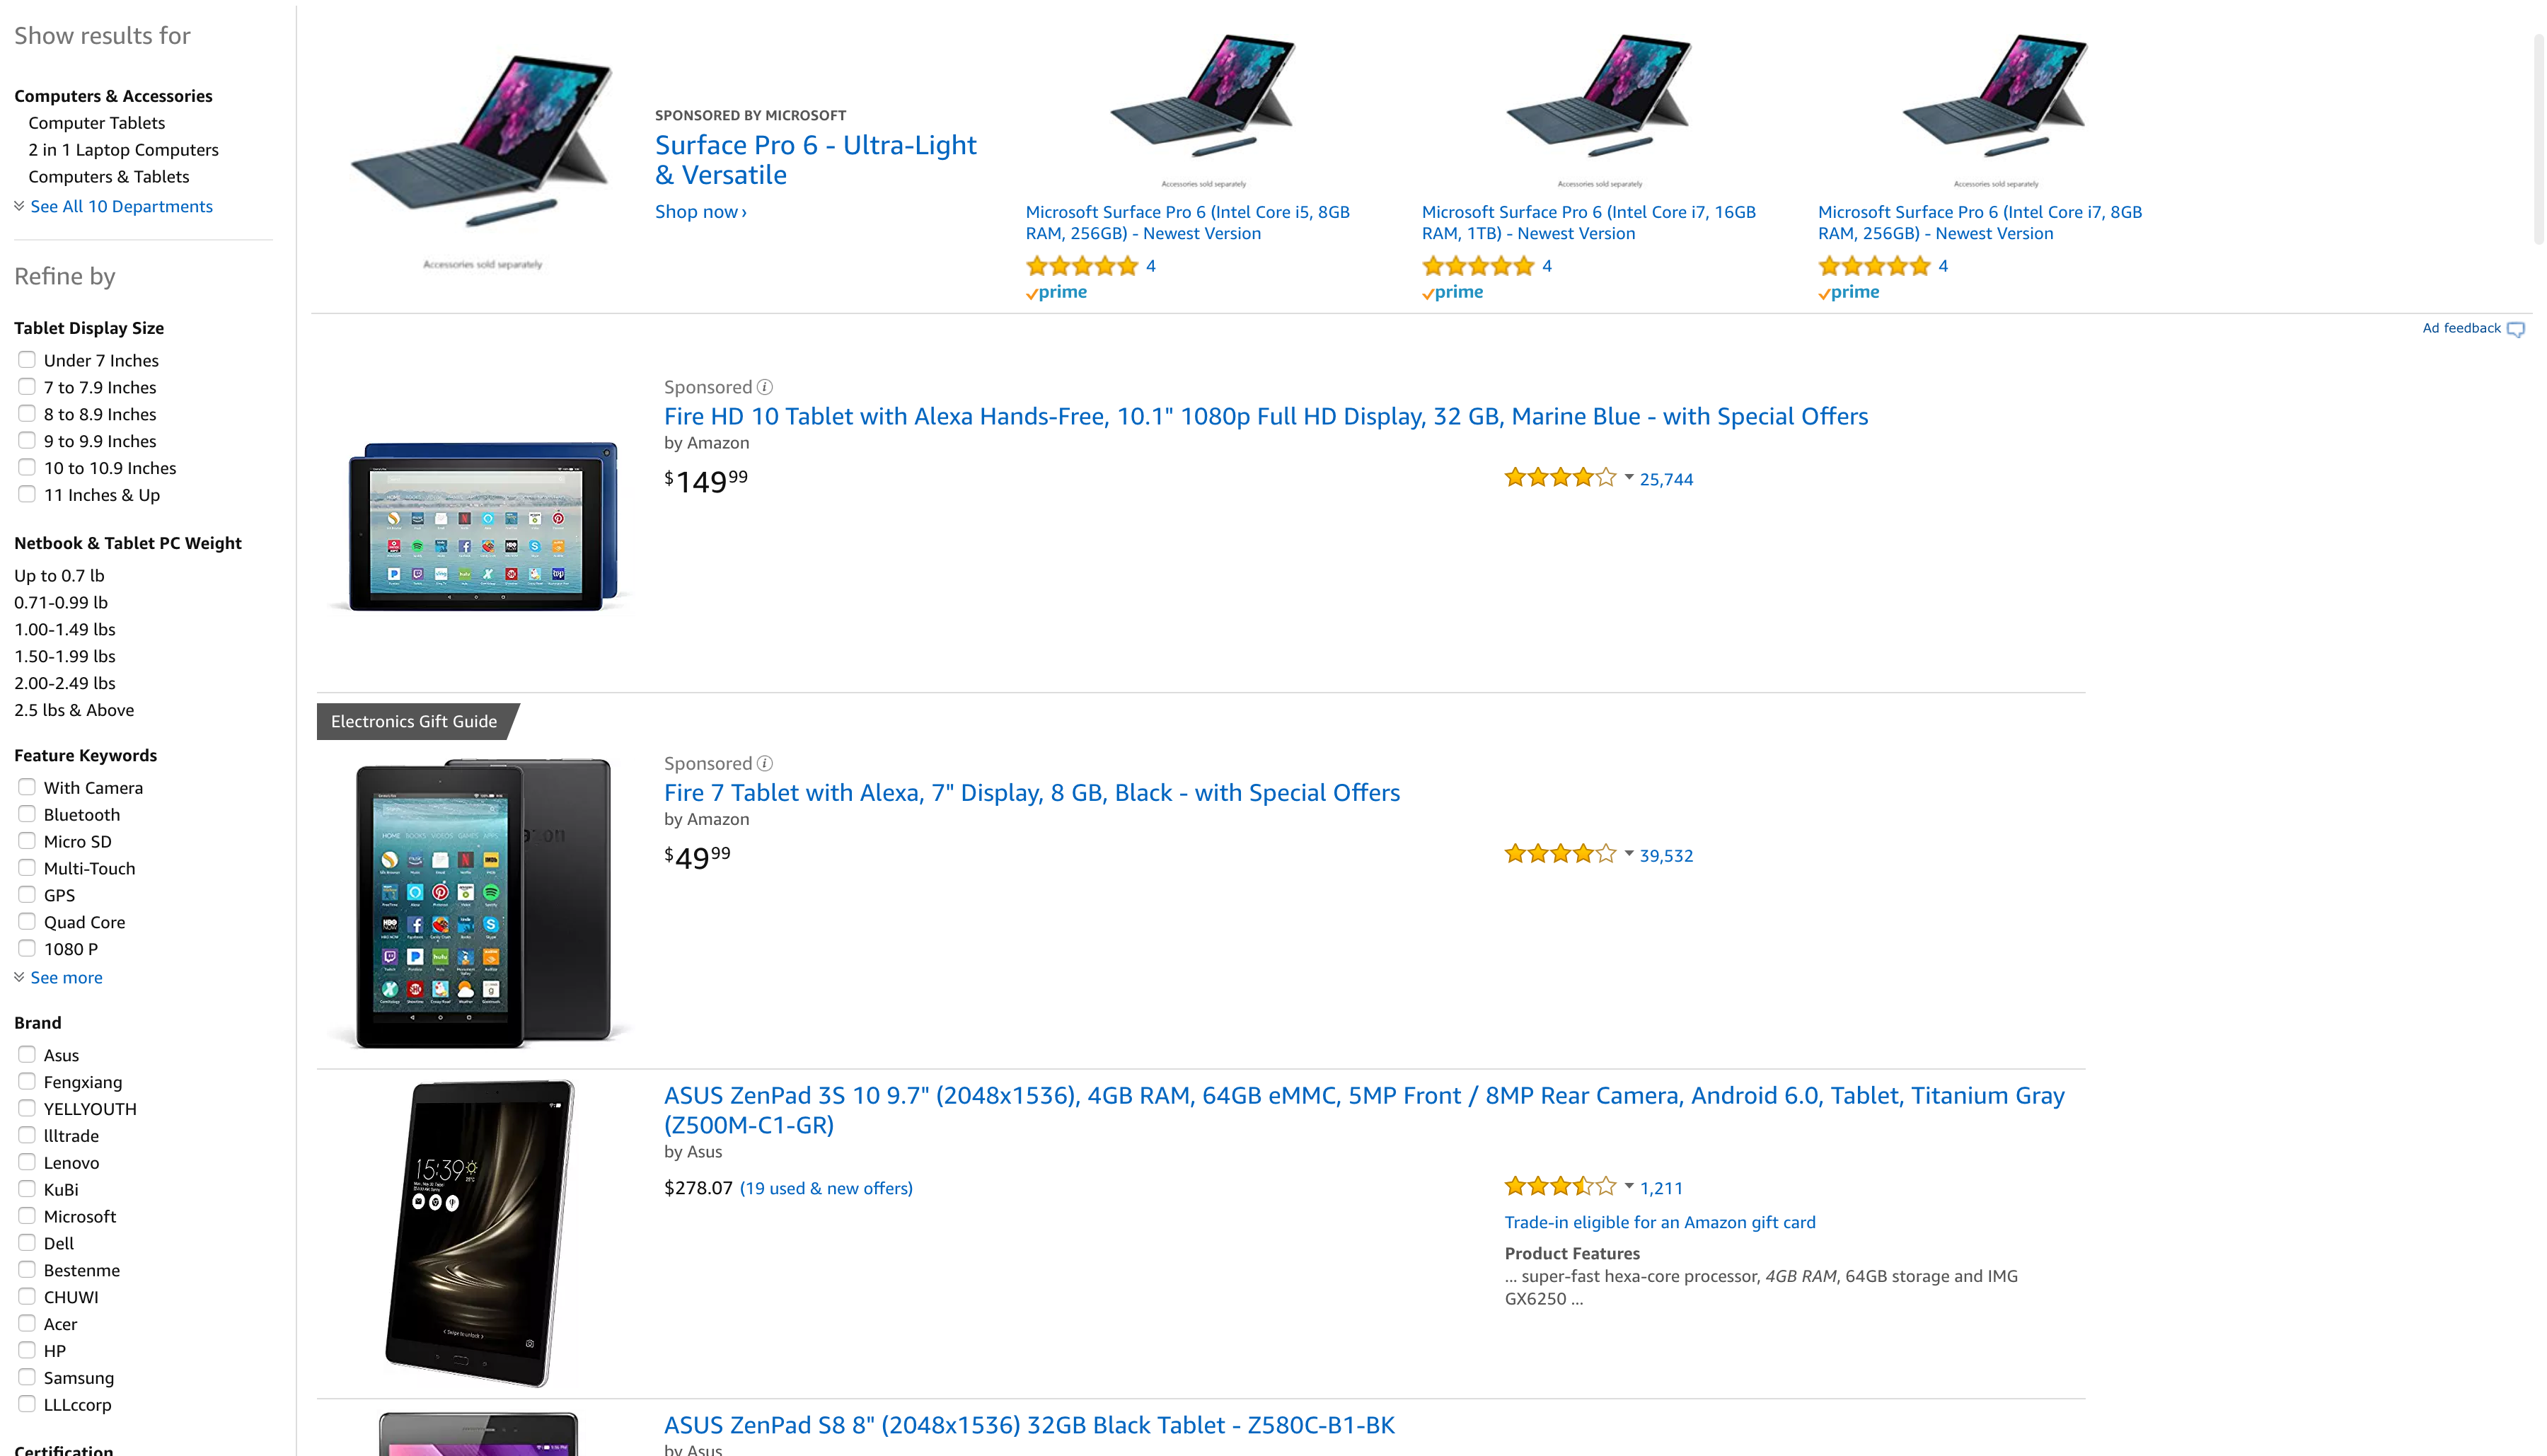 Show results for
Computers & Accessories
Computer Tablets
2 in 1 Laptop Computers
Computers & Tablets
See All 10 Departments
Refine by
Tablet Display Size
Under 7 Inches
7 to 7.9 Inches
8 to 8.9 Inches
9 to 9.9 Inches
10 to 10.9 Inches
11 Inches & Up
Netbook & Tablet PC Weight
Up to 0.7 lb
0.71-0.99 lb
1.00-1.49 lbs
1.50-1.99 lbs
2.00-2.49 lbs
2.5 lbs & Above
Feature Keywords
With Camera
Bluetooth
Micro SD
Multi-Touch
GPS
Quad Core
1080 P
See more
Brand
Asus
Fengxiang
YELLYOUTH
llltrade
Lenovo
KuBi
Microsoft
Dell
Bestenme
CHUWI
Acer
HP
Samsung
LLLccorp
Certification
Accessories sold separately
SPONSORED BY MICROSOFT
Surface Pro 6 - Ultra-Light
& Versatile
Shop now ›
Accessories sold separately
Microsoft Surface Pro 6 (Intel Core i5, 8GB
RAM, 256GB) - Newest Version
4
prime
Accessories sold separately
Microsoft Surface Pro 6 (Intel Core i7, 16GB
RAM, 1TB) - Newest Version
4
prime
Accessories sold separately
Microsoft Surface Pro 6 (Intel Core i7, 8GB
RAM, 256GB) - Newest Version
4
prime
Ad feedback
Sponsored
Fire HD 10 Tablet with Alexa Hands-Free, 10.1" 1080p Full HD Display, 32 GB, Marine Blue - with Special Offers
by Amazon
$149 99
25,744
Electronics Gift Guide
Sponsored
Fire 7 Tablet with Alexa, 7" Display, 8 GB, Black - with Special Offers
by Amazon
$49 99
39,532
HOME BOOKS VIDEOS GAMES APPS
ASUS ZenPad 3S 10 9.7" (2048x1536), 4GB RAM, 64GB eMMC, 5MP Front / 8MP Rear Camera, Android 6.0, Tablet, Titanium Gray
(Z500M-C1-GR)
by Asus
$278.07 (19 used & new offers)
1,211
Trade-in eligible for an Amazon gift card
Product Features
... super-fast hexa-core processor, 4GB RAM, 64GB storage and IMG
GX6250 ...
15:39
Swipe to unlock
ASUS ZenPad S8 8" (2048x1536) 32GB Black Tablet - Z580C-B1-BK
by Asus